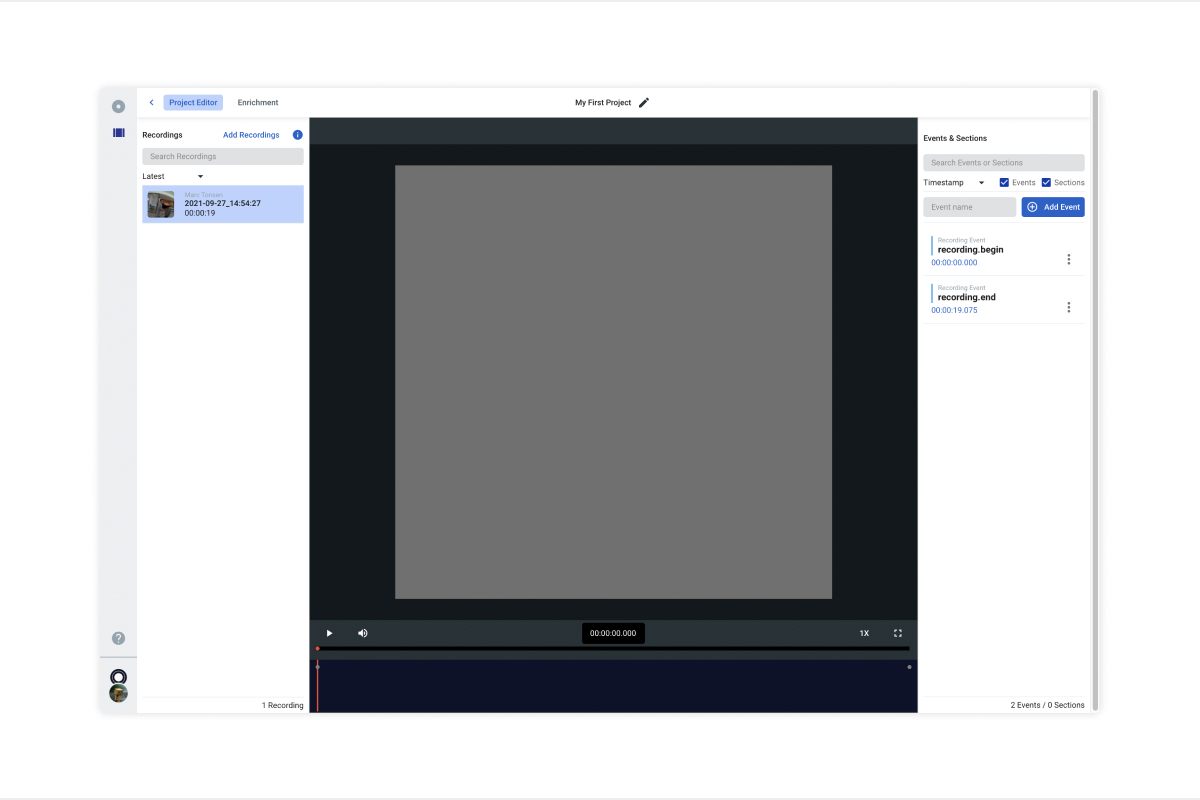 Project Editor
Enrichment
My First Project
Recordings
Add Recordings
i
Search Recordings
Latest
Marc Tonsen
2021-09-27_14:54:27
00:00:19
1 Recording
00:00:00.000
1X
Events & Sections
Search Events or Sections
Timestamp
Events
Sections
Event name
Add Event
Recording Event
recording.begin
00:00:00.000
Recording Event
recording.end
00:00:19.075
2 Events / 0 Sections
?